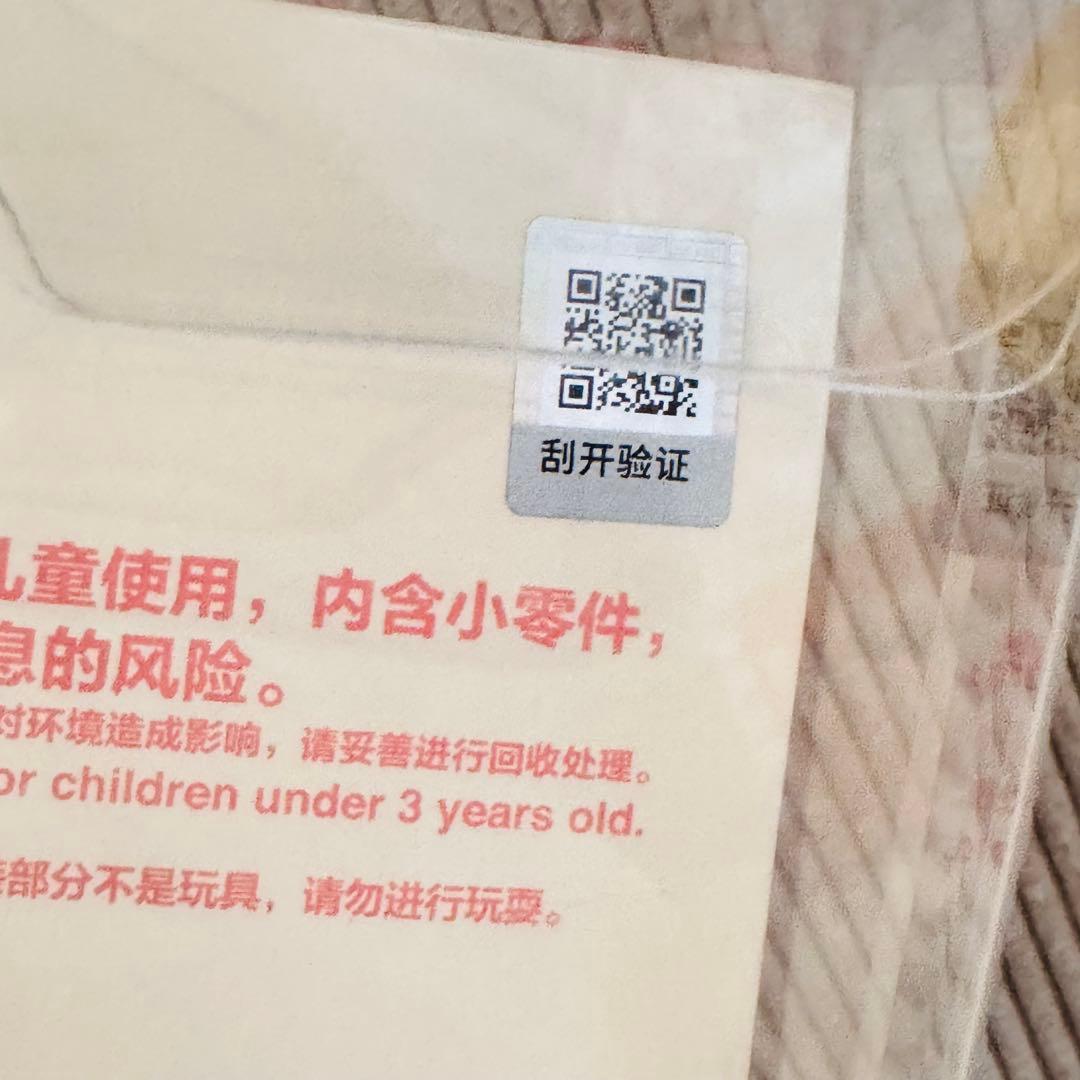 刮开验证
儿童使用，内含小零件，
息的风险。
对环境造成影响，请妥善进行回收处理。
or children under 3 years old.
部分不是玩具，请勿进行玩耍。